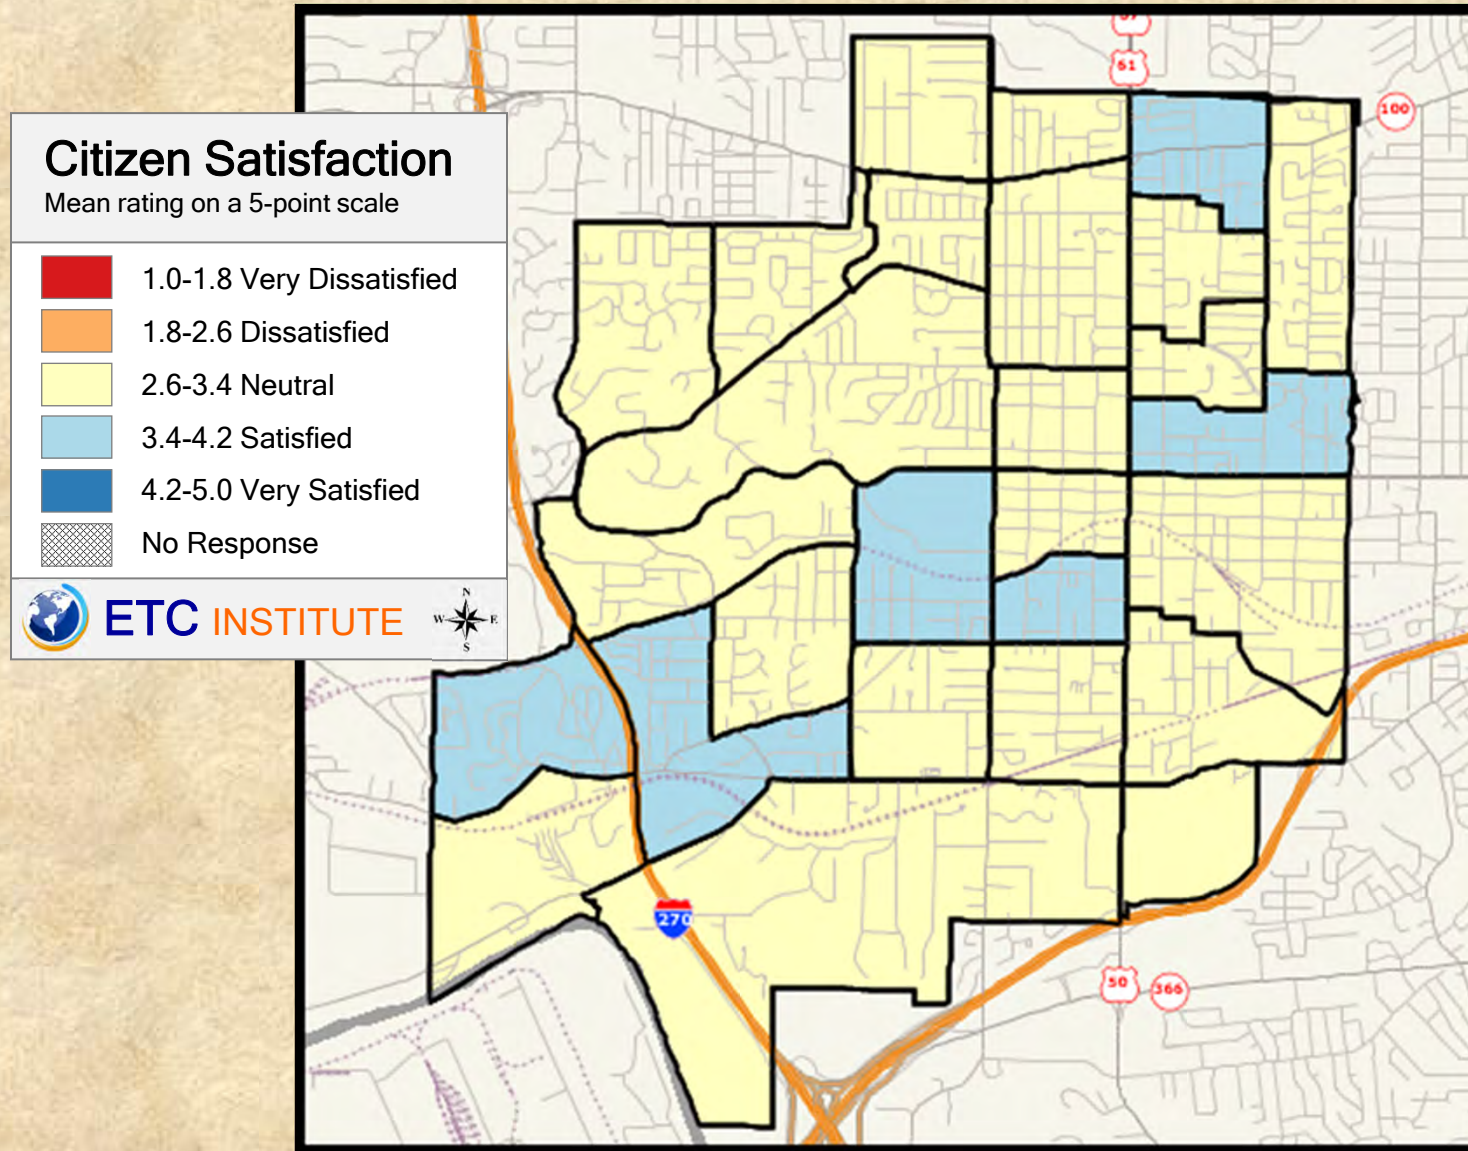 Citizen Satisfaction
Mean rating on a 5-point scale
1.0-1.8 Very Dissatisfied
1.8-2.6 Dissatisfied
2.6-3.4 Neutral
3.4-4.2 Satisfied
4.2-5.0 Very Satisfied
No Response
ETC INSTITUTE
N
W E
S
61
100
270
50
366